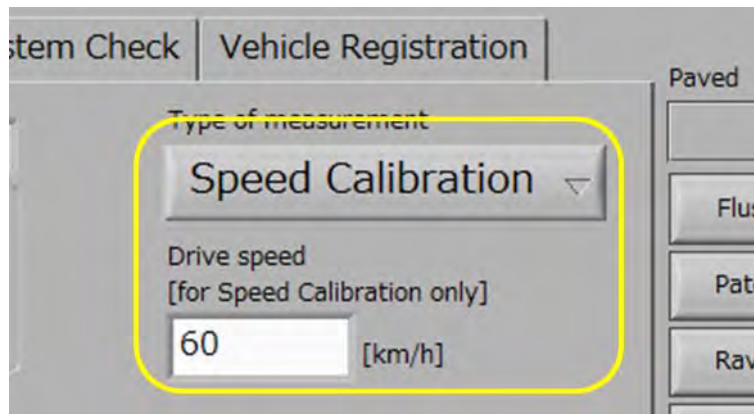 stem Check
Vehicle Registration
Paved
Type of measurement
Speed Calibration
Flus
Drive speed
[for Speed Calibration only]
Pat
60
[km/h]
Rav